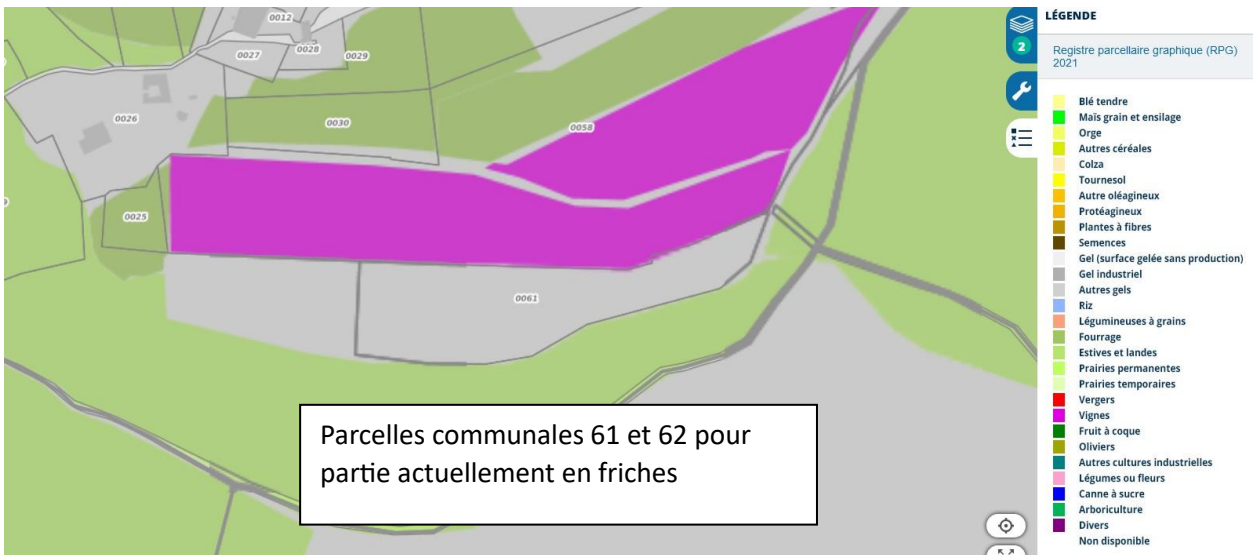 0012
0027
0028
0029
0026
0030
0058
0025
0061
Parcelles communales 61 et 62 pour
partie actuellement en friches
2
LÉGENDE
Registre parcellaire graphique (RPG)
2021
Blé tendre
Maïs grain et ensilage
Orge
Autres céréales
Colza
Tournesol
Autre oléagineux
Protéagineux
Plantes à fibres
Semences
Gel (surface gelée sans production)
Gel industriel
Autres gels
Riz
Légumineuses à grains
Fourrage
Estives et landes
Prairies permanentes
Prairies temporaires
Vergers
Vignes
Fruit à coque
Oliviers
Autres cultures industrielles
Légumes ou fleurs
Canne à sucre
Arboriculture
Divers
Non disponible